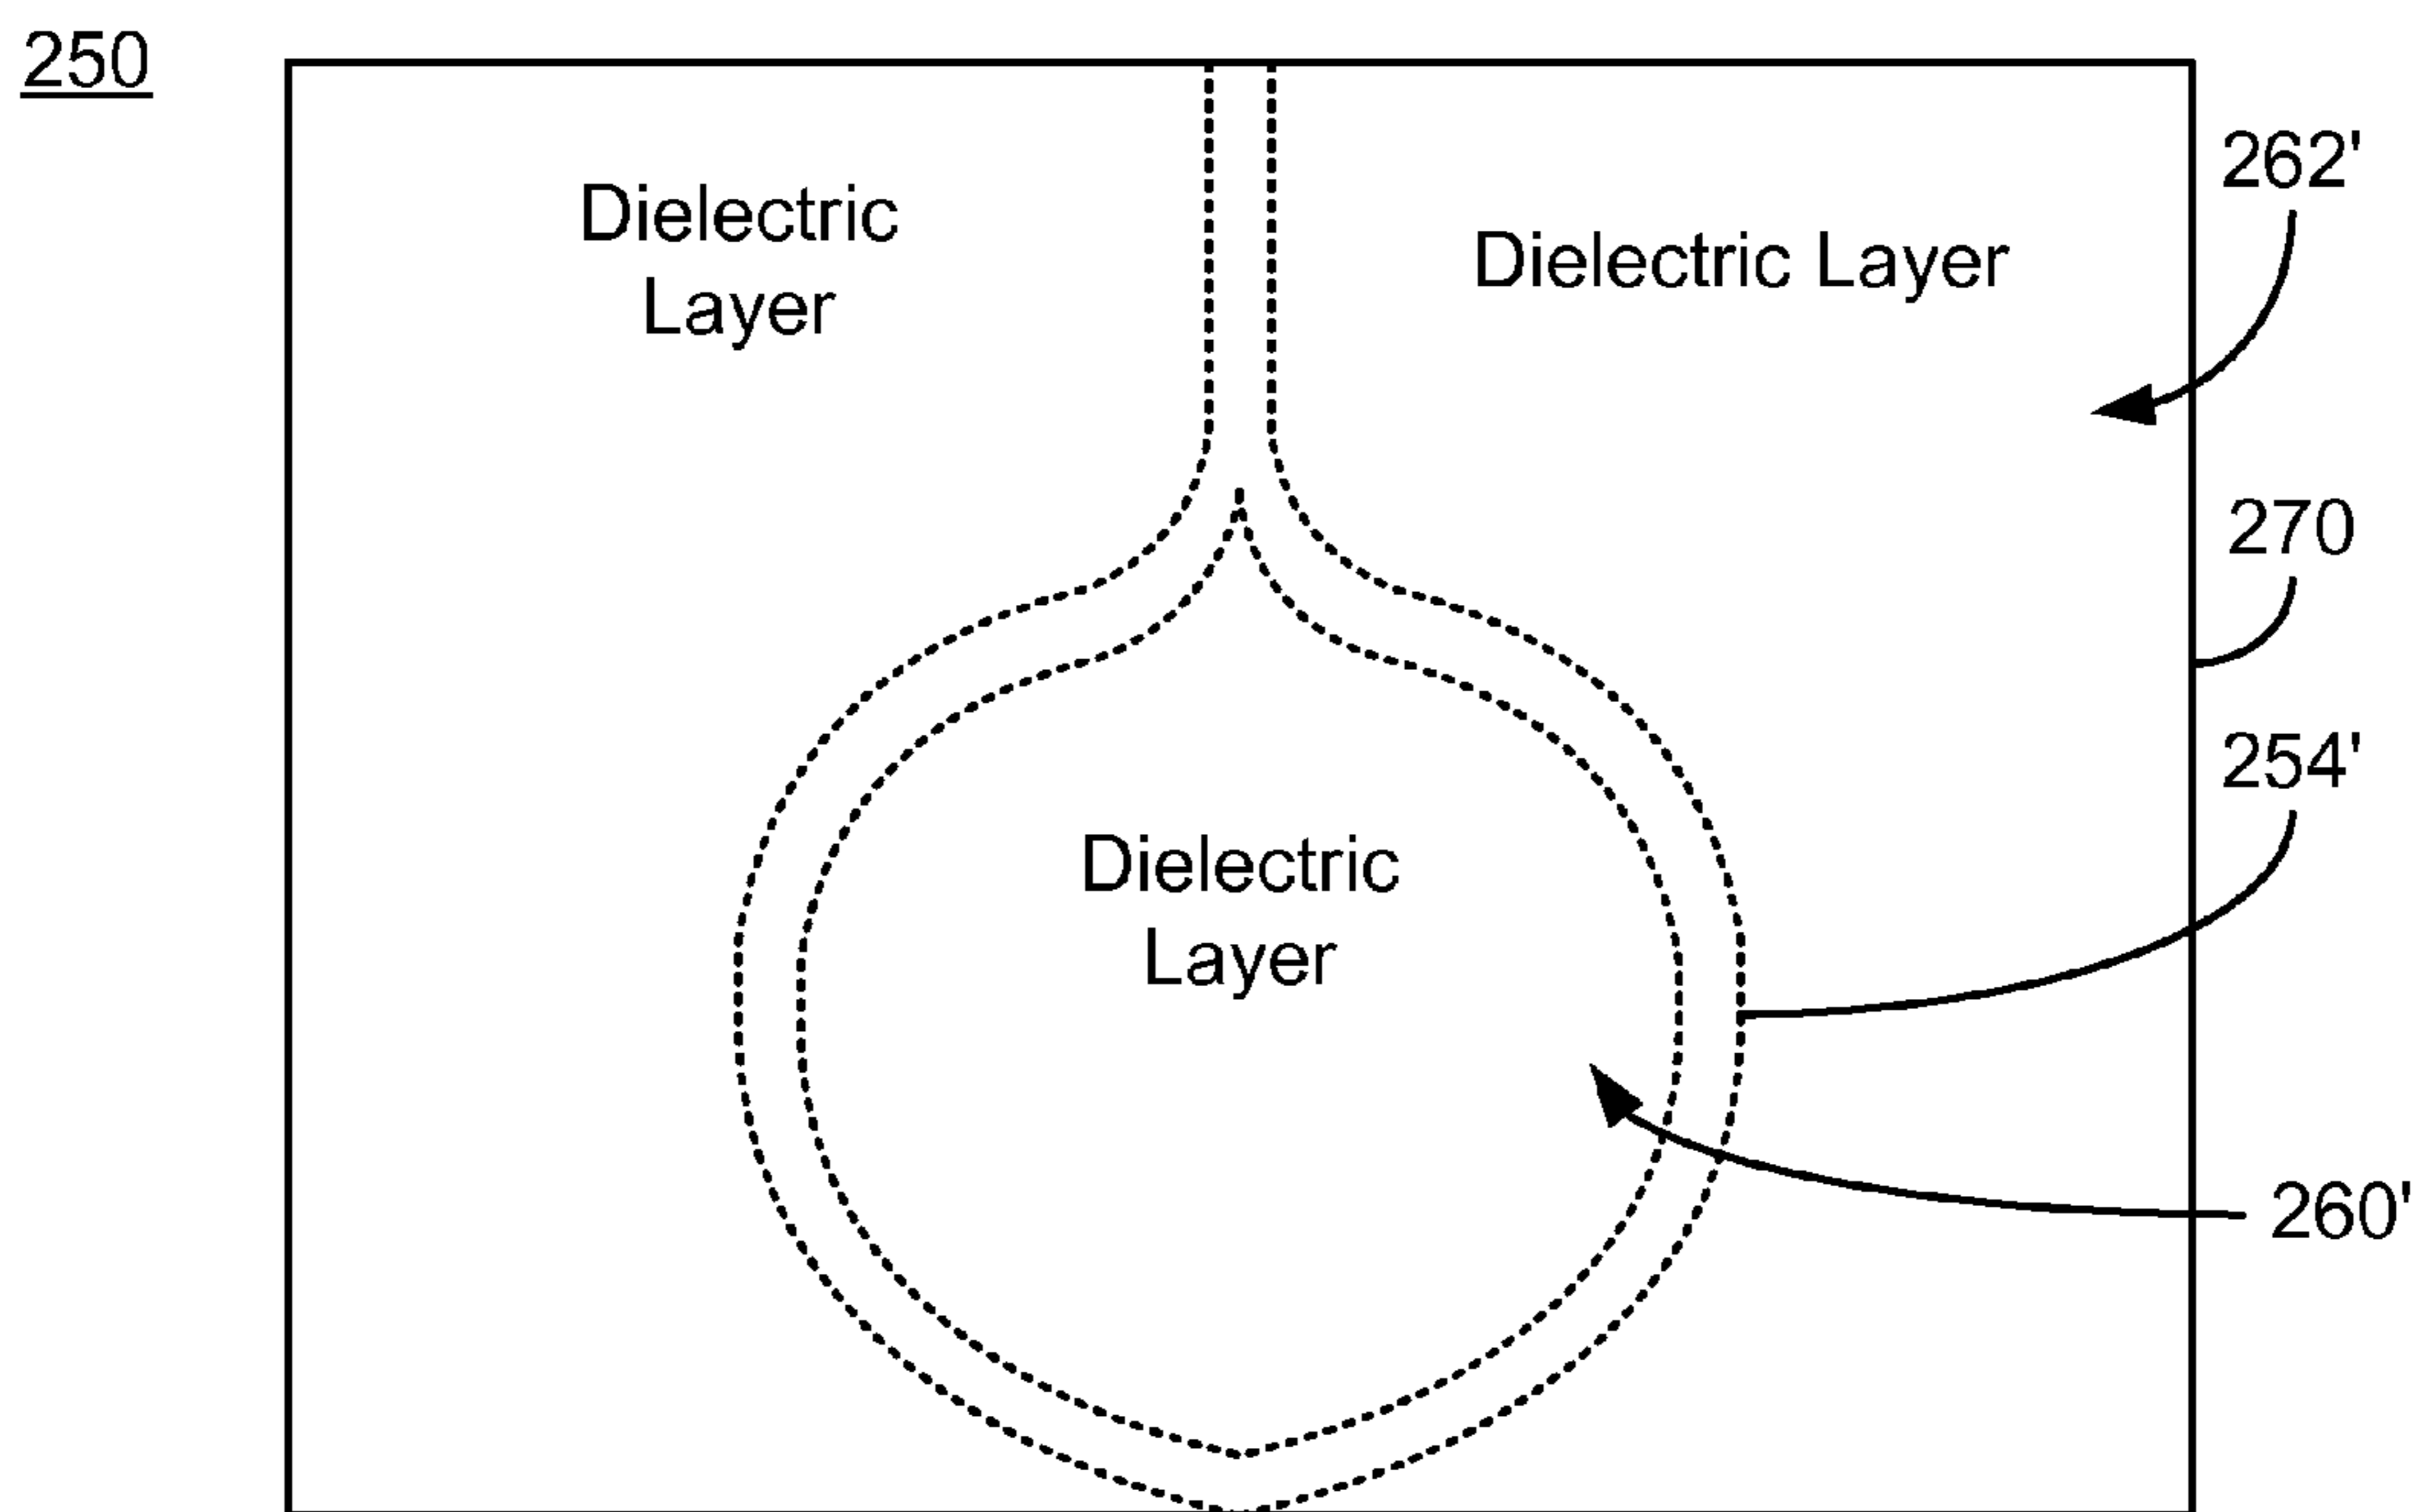 250
262'
Dielectric
Layer
Dielectric Layer
270
254'
Dielectric
Layer
260'